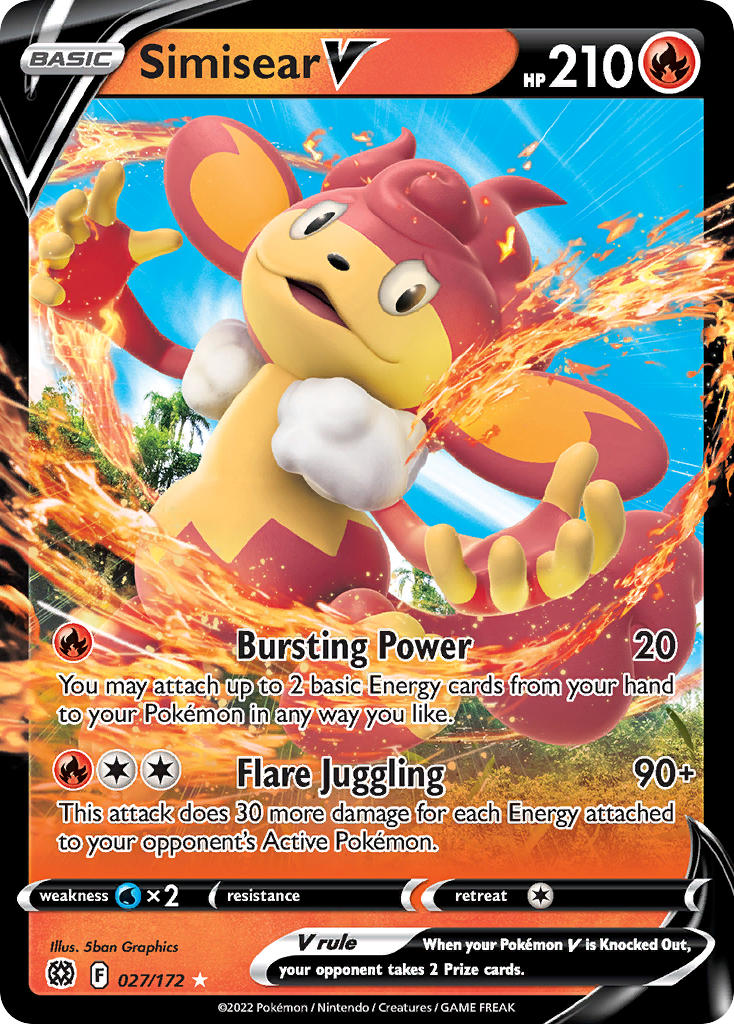 BASIC Simisear V HP 210
Bursting Power 20
You may attach up to 2 basic Energy cards from your hand
to your Pokémon in any way you like.
Flare Juggling 90+
This attack does 30 more damage for each Energy attached
to your opponent's Active Pokémon.
weakness ×2 resistance retreat
Illus. 5ban Graphics
V rule When your Pokémon V is Knocked Out,
your opponent takes 2 Prize cards.
F 027/172
©2022 Pokémon / Nintendo / Creatures / GAME FREAK